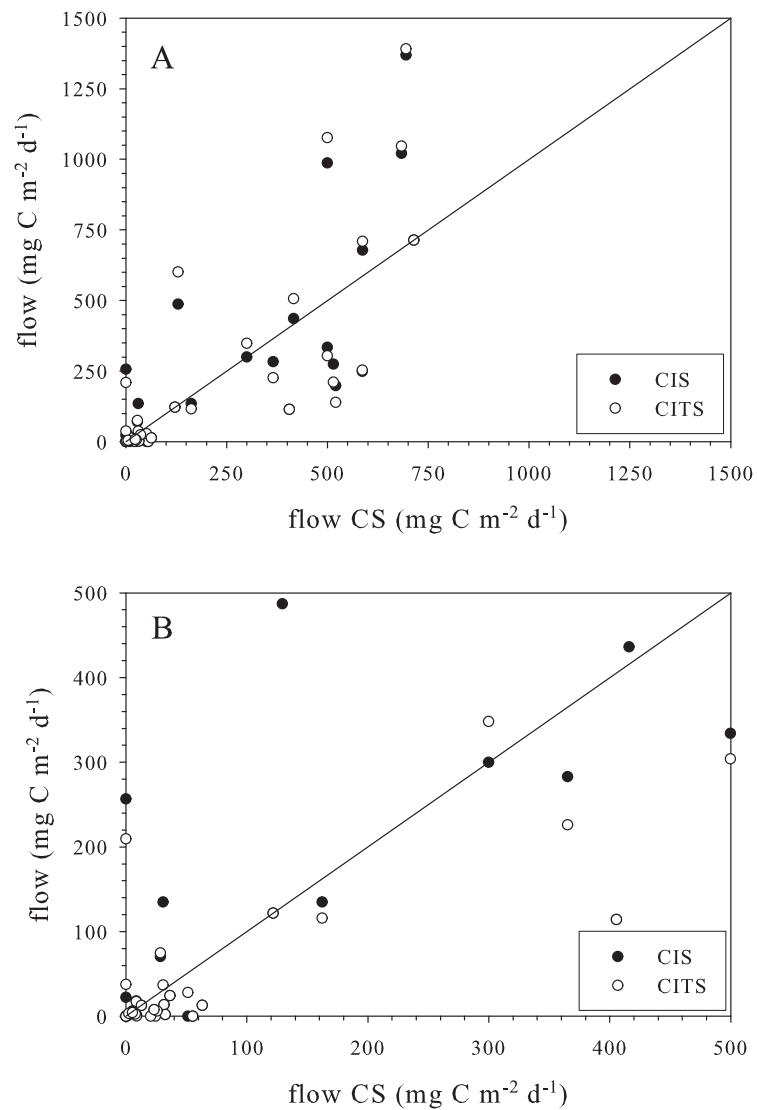 A
1500
1250
1000
750
500
250
0
flow (mg C m-2 d-1)
CIS
CITS
0 250 500 750 1000 1250 1500
flow CS (mg C m-2 d-1)
B
500
400
300
200
100
0
flow (mg C m-2 d-1)
CIS
CITS
0 100 200 300 400 500
flow CS (mg C m-2 d-1)